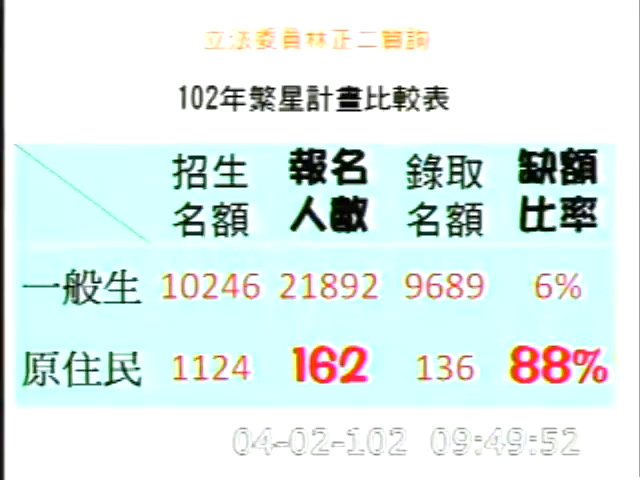 立法委員林正二質詢
102年繁星計畫比較表
招生名額 報名人數 錄取名額 缺額比率
一般生 10246 21892 9689 6%
原住民 1124 162 136 88%
04-02-102 09:49:52